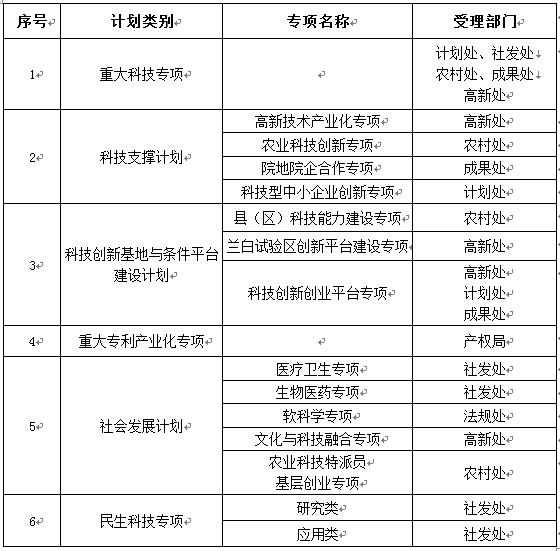 序号 计划类别 专项名称 受理部门
1 重大科技专项 计划处、社发处
农村处、成果处
高新处
2 科技支撑计划 高新技术产业化专项 高新处
农业科技创新专项 农村处
院地院企合作专项 成果处
科技型中小企业创新专项 计划处
3 科技创新基地与条件平台
建设计划 县（区）科技能力建设专项 农村处
兰白试验区创新平台建设专项 高新处
科技创新创业平台专项 高新处
计划处
成果处
4 重大专利产业化专项 产权局
5 社会发展计划 医疗卫生专项 社发处
生物医药专项 社发处
软科学专项 法规处
文化与科技融合专项 高新处
农业科技特派员
基层创业专项 农村处
6 民生科技专项 研究类 社发处
应用类 社发处